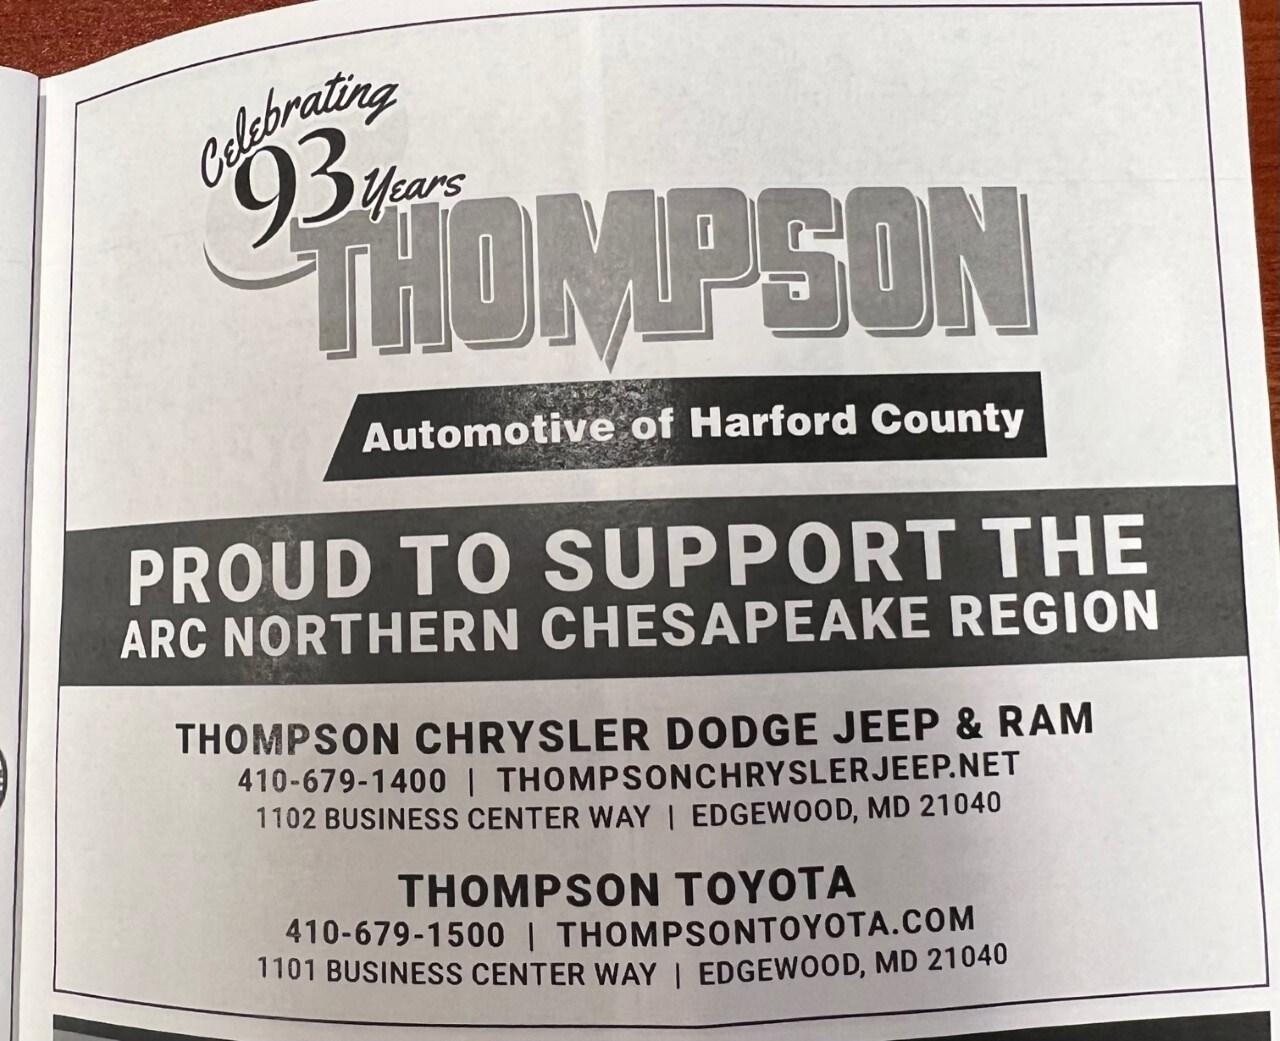 Celebrating
93 Years
THOMPSON
Automotive of Harford County
PROUD TO SUPPORT THE
ARC NORTHERN CHESAPEAKE REGION
THOMPSON CHRYSLER DODGE JEEP & RAM
410-679-1400 | THOMPSONCHRYSLERJEEP.NET
1102 BUSINESS CENTER WAY | EDGEWOOD, MD 21040
THOMPSON TOYOTA
410-679-1500 | THOMPSONTOYOTA.COM
1101 BUSINESS CENTER WAY | EDGEWOOD, MD 21040